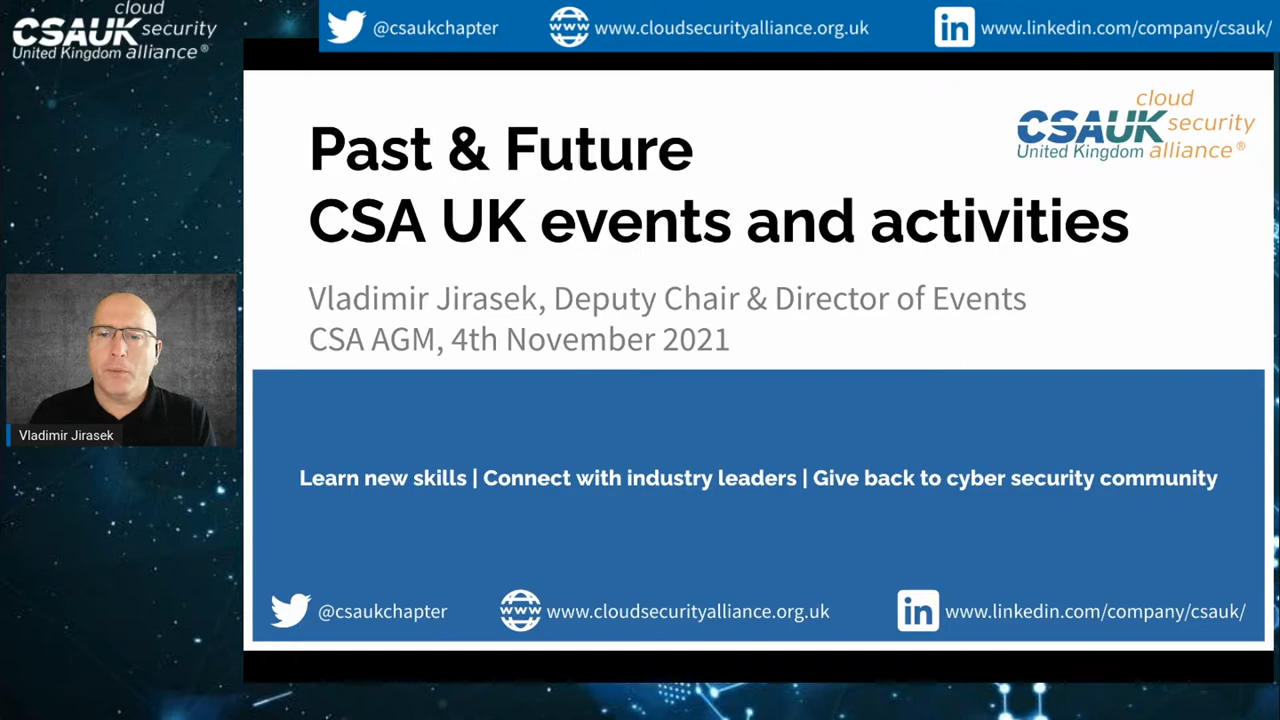 cloud
CSAUK security
United Kingdom alliance®
@csaukchapter
www.cloudsecurityalliance.org.uk
in
www.linkedin.com/company/csauk/
cloud
CSAUK security
United Kingdom alliance®
Past & Future
CSA UK events and activities
Vladimir Jirasek, Deputy Chair & Director of Events
CSA AGM, 4th November 2021
Vladimir Jirasek
Learn new skills | Connect with industry leaders | Give back to cyber security community
@csaukchapter
www
www.cloudsecurityalliance.org.uk
in
www.linkedin.com/company/csauk/